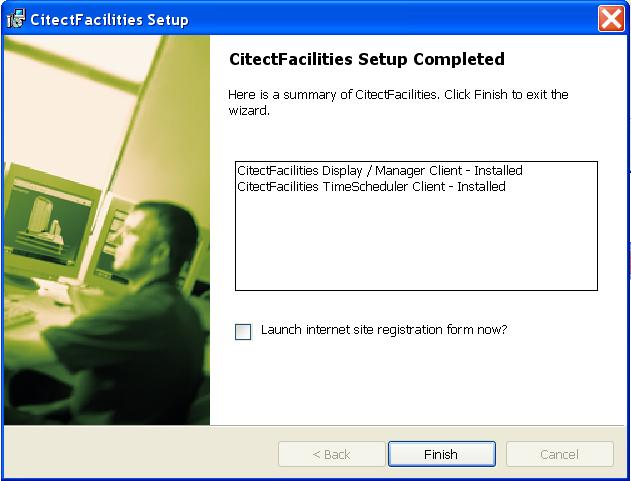 CitectFacilities Setup
CitectFacilities Setup Completed
Here is a summary of CitectFacilities. Click Finish to exit the
wizard.
CitectFacilities Display / Manager Client - Installed
CitectFacilities TimeScheduler Client - Installed
Launch internet site registration form now?
< Back
Finish
Cancel